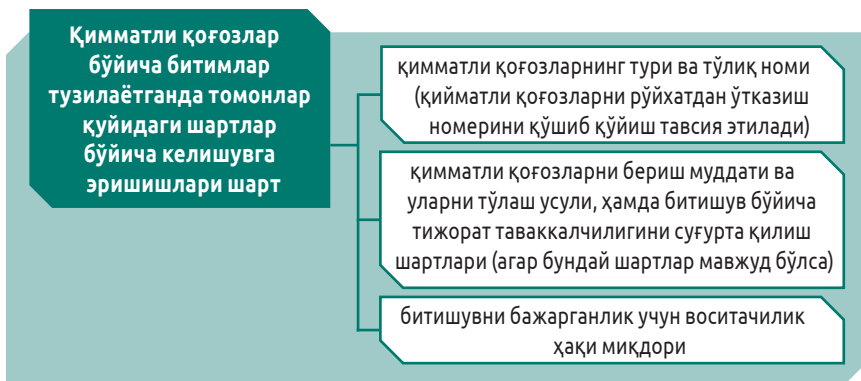 Қимматли қоғозлар
бўйича битимлар
тузилаётганда томонлар
қуйидаги шартлар
бўйича келишувга
эришишлари шарт
қимматли қоғозларнинг тури ва тўлиқ номи
(қийматли қоғозларни рўйхатдан ўтказиш
номерини қўшиб қўйиш тавсия этилади)
қимматли қоғозларни бериш муддати ва
уларни тўлаш усули, ҳамда битишув бўйича
тижорат таваккалчилигини суғурта қилиш
шартлари (агар бундай шартлар мавжуд бўлса)
битишувни бажарганлик учун воситачилик
ҳақи миқдори